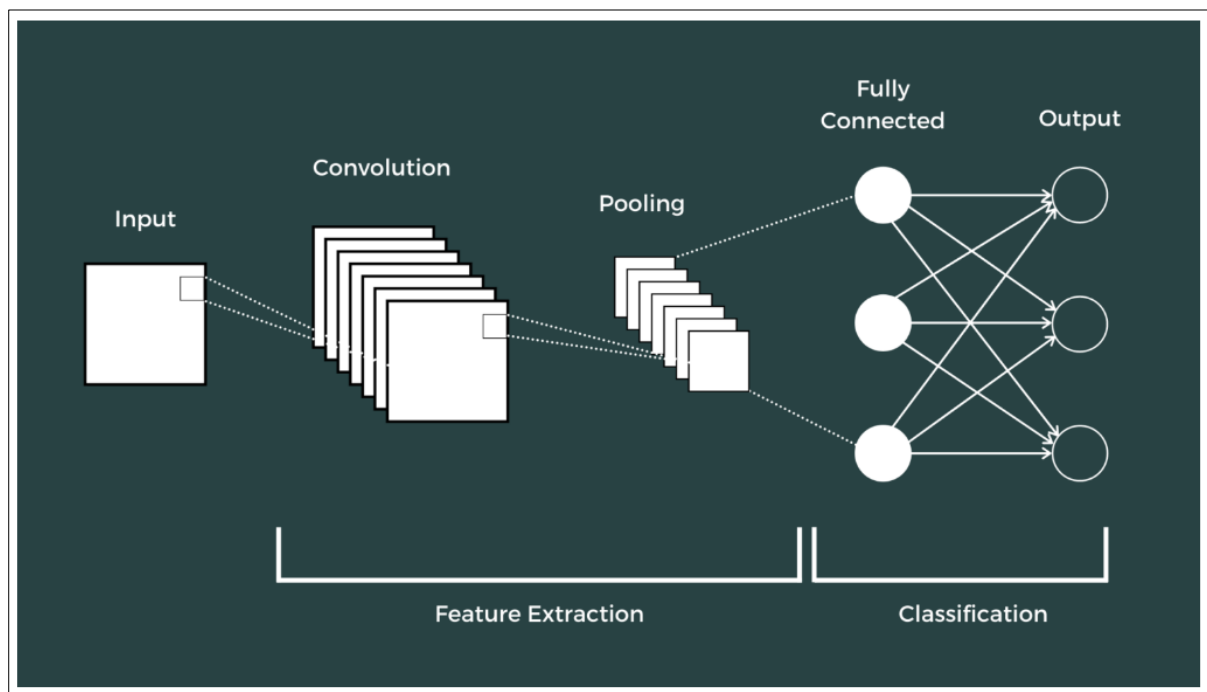 Input
Convolution
Pooling
Fully
Connected
Output
Feature Extraction
Classification